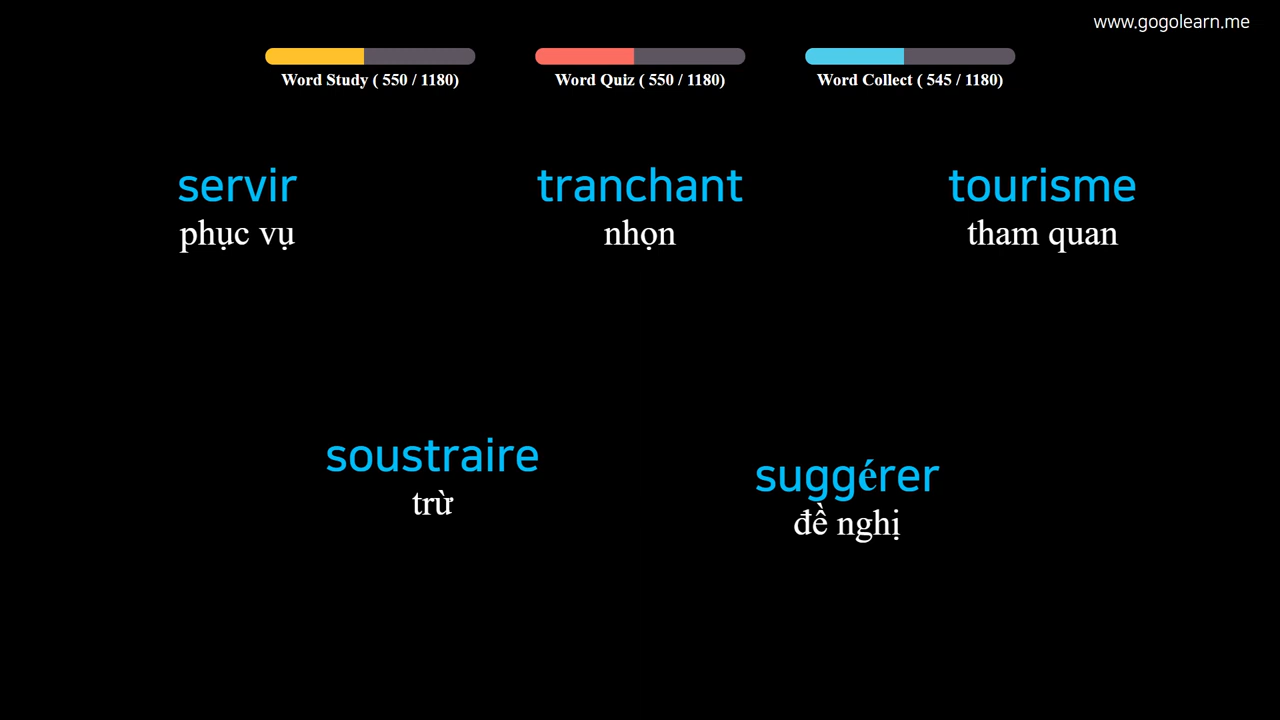 www.gogolearn.me
Word Study ( 550 / 1180)
Word Quiz ( 550 / 1180)
Word Collect ( 545 / 1180)
servir
phục vụ
tranchant
nhọn
tourisme
tham quan
soustraire
trừ
suggérer
đề nghị